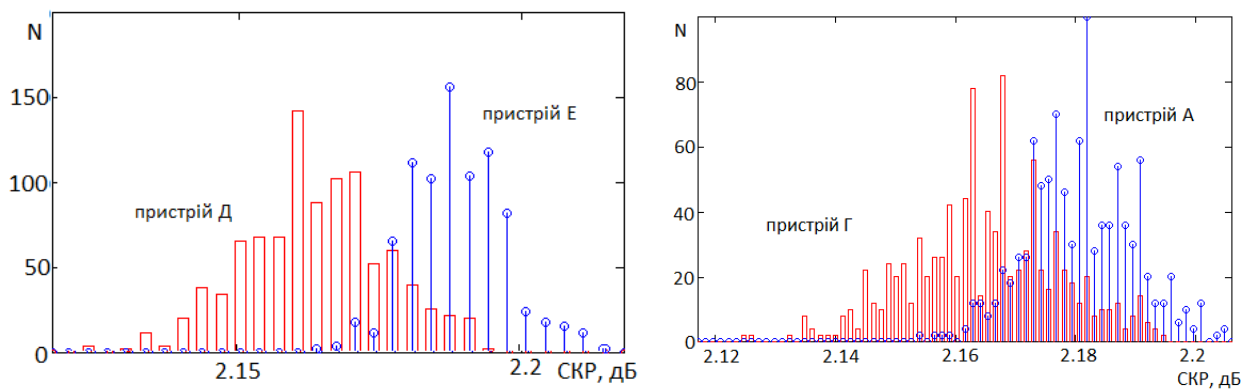 N
150
100
50
0
пристрій Е
пристрій Д
2.15
2.2
СКР, дБ
N
80
60
40
20
0
пристрій А
пристрій Г
2.12
2.14
2.16
2.18
2.2
СКР, дБ